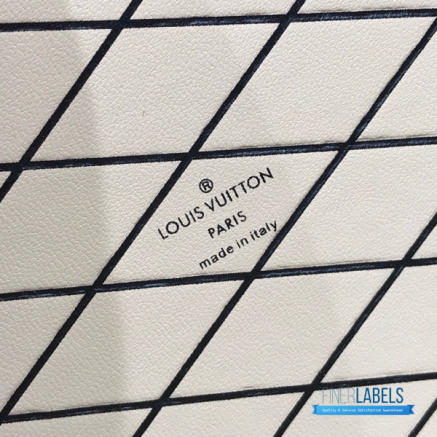 ®
LOUIS VUITTON
PARIS
made in italy
FINERLABELS
Quality & Service Satisfaction Guaranteed